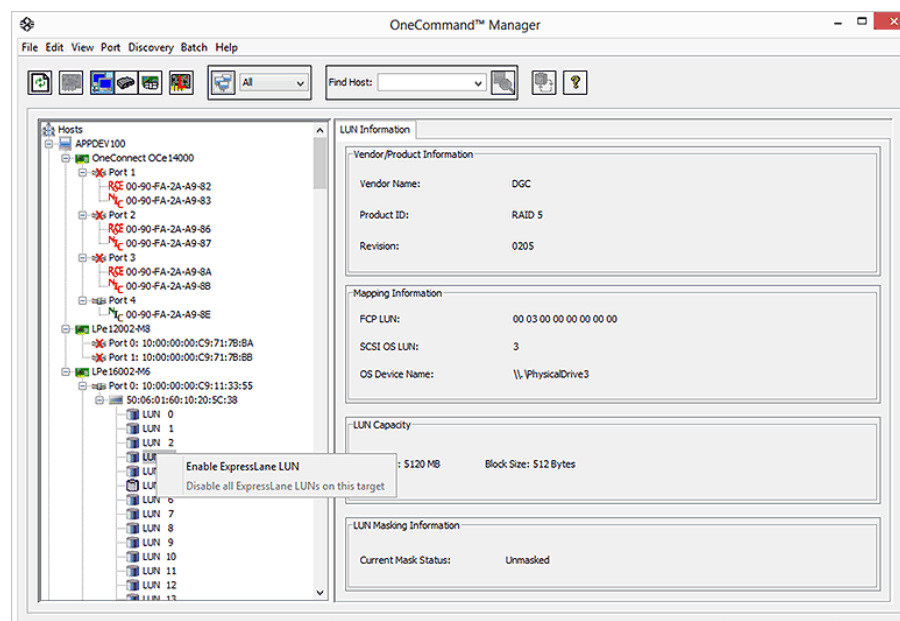 OneCommand™ Manager
File Edit View Port Discovery Batch Help
All
Find Host:
Hosts
APPDEV100
OneConnect OCe14000
Port 1
00-90-FA-2A-A9-82
00-90-FA-2A-A9-83
Port 2
00-90-FA-2A-A9-86
00-90-FA-2A-A9-87
Port 3
00-90-FA-2A-A9-8A
00-90-FA-2A-A9-8B
Port 4
00-90-FA-2A-A9-8E
LPe12002-M8
Port 0: 10:00:00:00:C9:71:7B:BA
Port 1: 10:00:00:00:C9:71:7B:BB
LPe16002-M6
Port 0: 10:00:00:00:C9:11:33:55
50:06:01:60:10:20:5C:38
LUN 0
LUN 1
LUN 2
Enable ExpressLane LUN
Disable all ExpressLane LUNs on this target
LUN 6
LUN 7
LUN 8
LUN 9
LUN 10
LUN 11
LUN 12
LUN 13
LUN Information
Vendor/Product Information
Vendor Name: DGC
Product ID: RAID 5
Revision: 0205
Mapping Information
FCP LUN: 00 03 00 00 00 00 00 00
SCSI OS LUN: 3
OS Device Name: \\.\PhysicalDrive3
LUN Capacity
: 5120 MB Block Size: 512 Bytes
LUN Masking Information
Current Mask Status: Unmasked